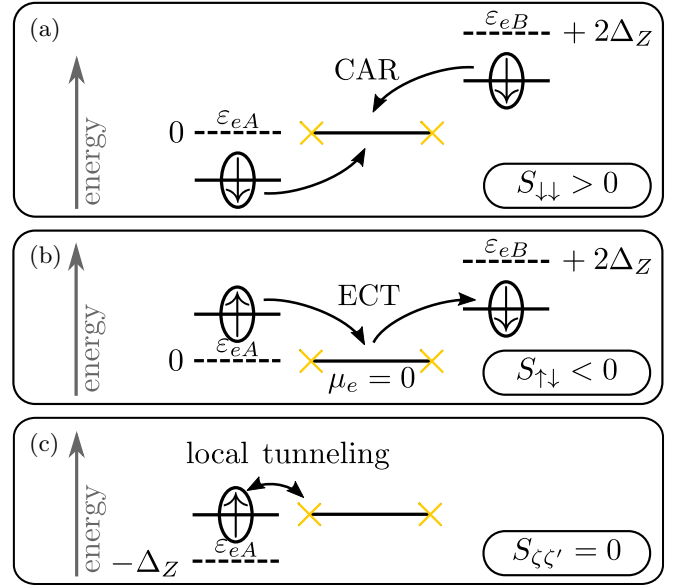 (a)
energy
ε_{eB}
+ 2Δ_Z
CAR
ε_{eA}
0
S_{↓↓} > 0
(b)
energy
ε_{eB}
+ 2Δ_Z
ECT
ε_{eA}
0
μ_e = 0
S_{↑↓} < 0
(c)
energy
local tunneling
ε_{eA}
−Δ_Z
S_{ζζ′} = 0